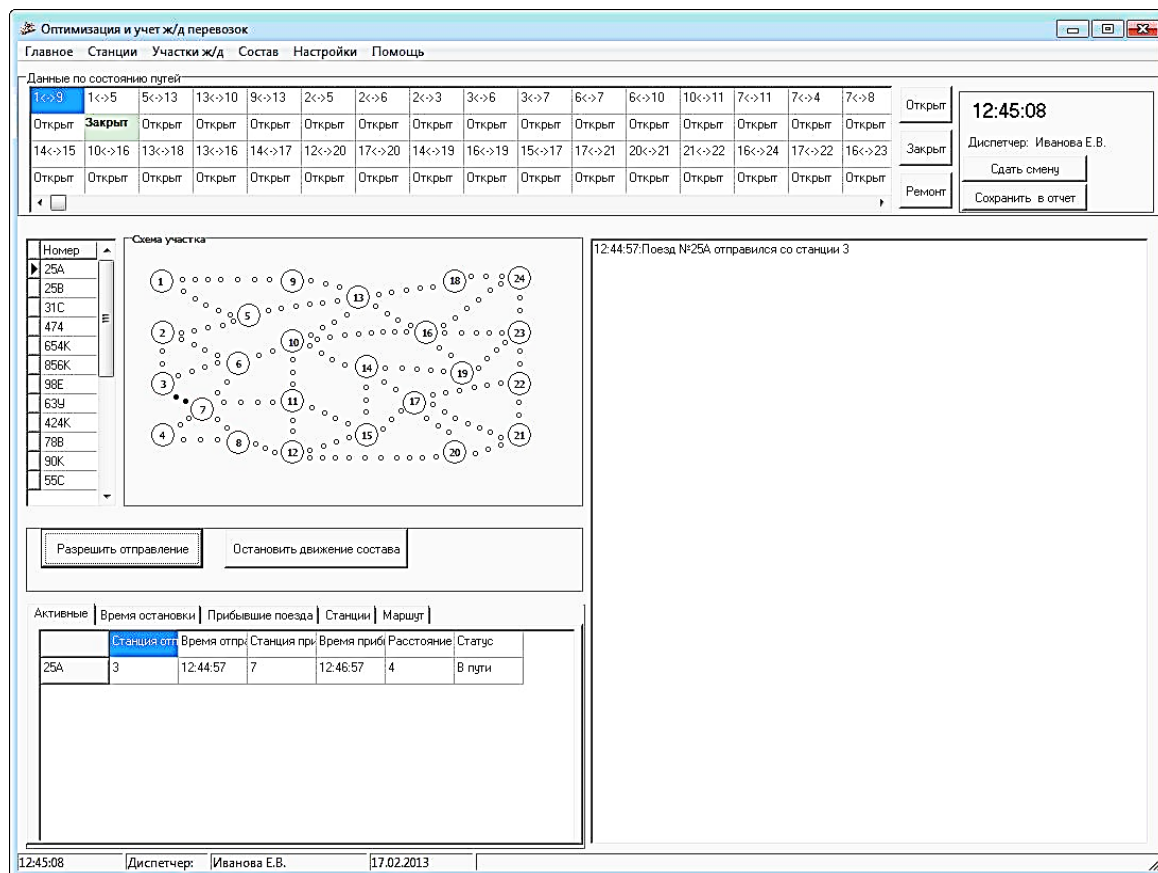 Оптимизация и учет ж/д перевозок
Главное Станции Участки ж/д Состав Настройки Помощь
Данные по состоянию путей
1<->9 1<->5 5<->13 13<->10 9<->13 2<->5 2<->6 2<->3 3<->6 3<->7 6<->7 6<->10 10<->11 7<->11 7<->4 7<->8
Открыт Закрыт Открыт Открыт Открыт Открыт Открыт Открыт Открыт Открыт Открыт Открыт Открыт Открыт Открыт Открыт
14<->15 10<->16 13<->18 13<->16 14<->17 12<->20 17<->20 14<->19 16<->19 15<->17 17<->21 20<->21 21<->22 16<->24 17<->22 16<->23
Открыт Открыт Открыт Открыт Открыт Открыт Открыт Открыт Открыт Открыт Открыт Открыт Открыт Открыт Открыт Открыт
Открыт
Закрыт
Ремонт
12:45:08
Диспетчер: Иванова Е.В.
Сдать смену
Сохранить в отчет
Номер
25А
25В
31С
474
654К
856К
98Е
63У
424К
78В
90К
55С
Схема участка
1 9 18 24
13
5
2 10 16 23
6 14 19
3 22
7 11 17
4 8 15 21
12 20
12:44:57:Поезд №25А отправился со станции 3
Разрешить отправление Остановить движение состава
Активные Время остановки Прибывшие поезда Станции Маршрут
Станция отп Время отпра Станция при Время приб Расстояние Статус
25А 3 12:44:57 7 12:46:57 4 В пути
12:45:08 Диспетчер: Иванова Е.В. 17.02.2013